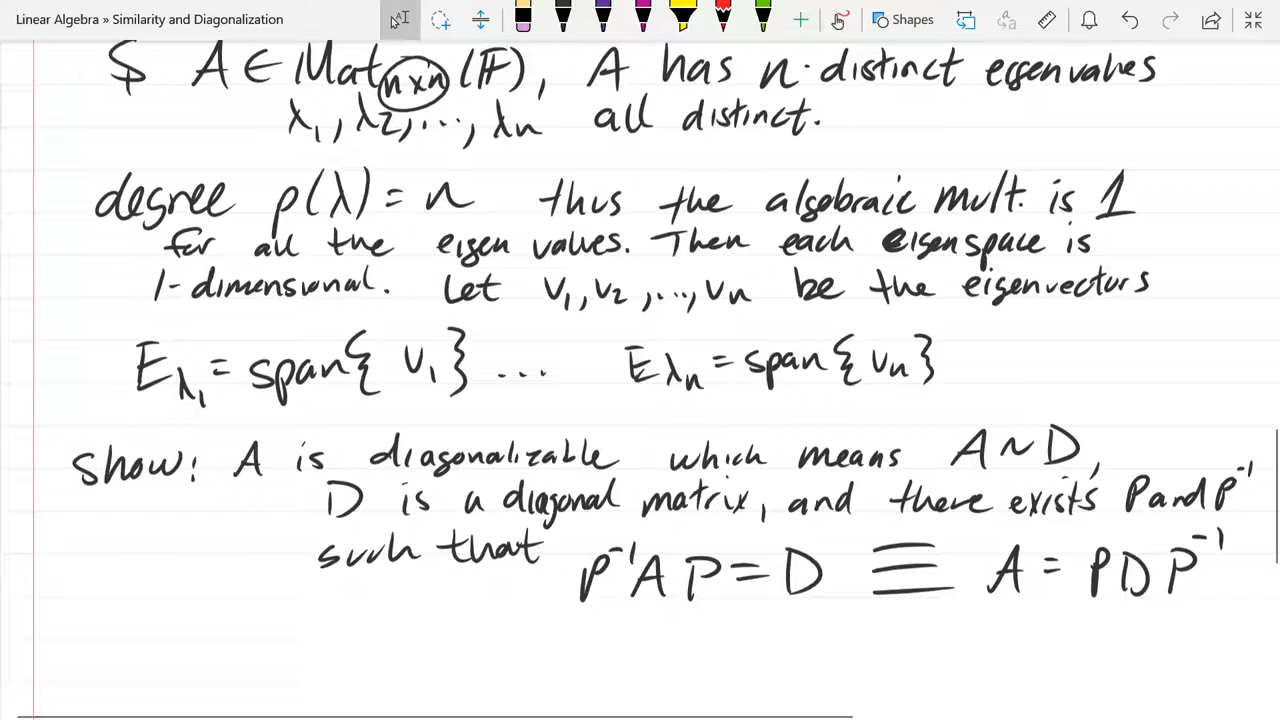 Linear Algebra » Similarity and Diagonalization
Shapes
$ A ∈ Mat n×n (𝔽), A has n-distinct eigenvalues
λ1, λ2, ..., λn all distinct.
degree p(λ) = n thus the algebraic mult. is 1
for all the eigen values. Then each eigenspace is
1-dimensional. Let v1, v2, ..., vn be the eigenvectors
Eλ1 = span{ v1 } ... Eλn = span{ vn }
Show: A is diagonalizable which means A ~ D,
D is a diagonal matrix, and there exists P and P⁻¹
such that P⁻¹AP = D ≡ A = PDP⁻¹